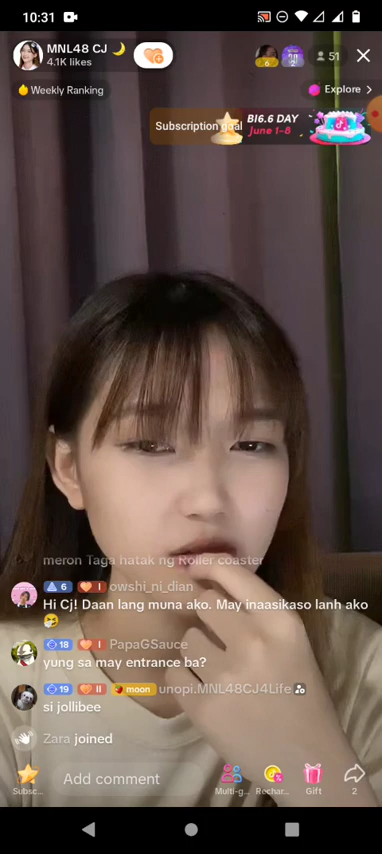 10:31
MNL48 CJ 🌙
4.1K likes
6
51
Weekly Ranking
Explore >
Subscription goal
BI6.6 DAY
June 1-8
meron Taga hatak ng Roller coaster
6 I owshi_ni_dian
Hi Cj! Daan lang muna ako. May inaasikaso lanh ako
🤧
18 I PapaGSauce
yung sa may entrance ba?
19 II moon unopi.MNL48CJ4Life
si jollibee
Zara joined
Add comment
Subsc... Multi-g... Rechar... Gift 2